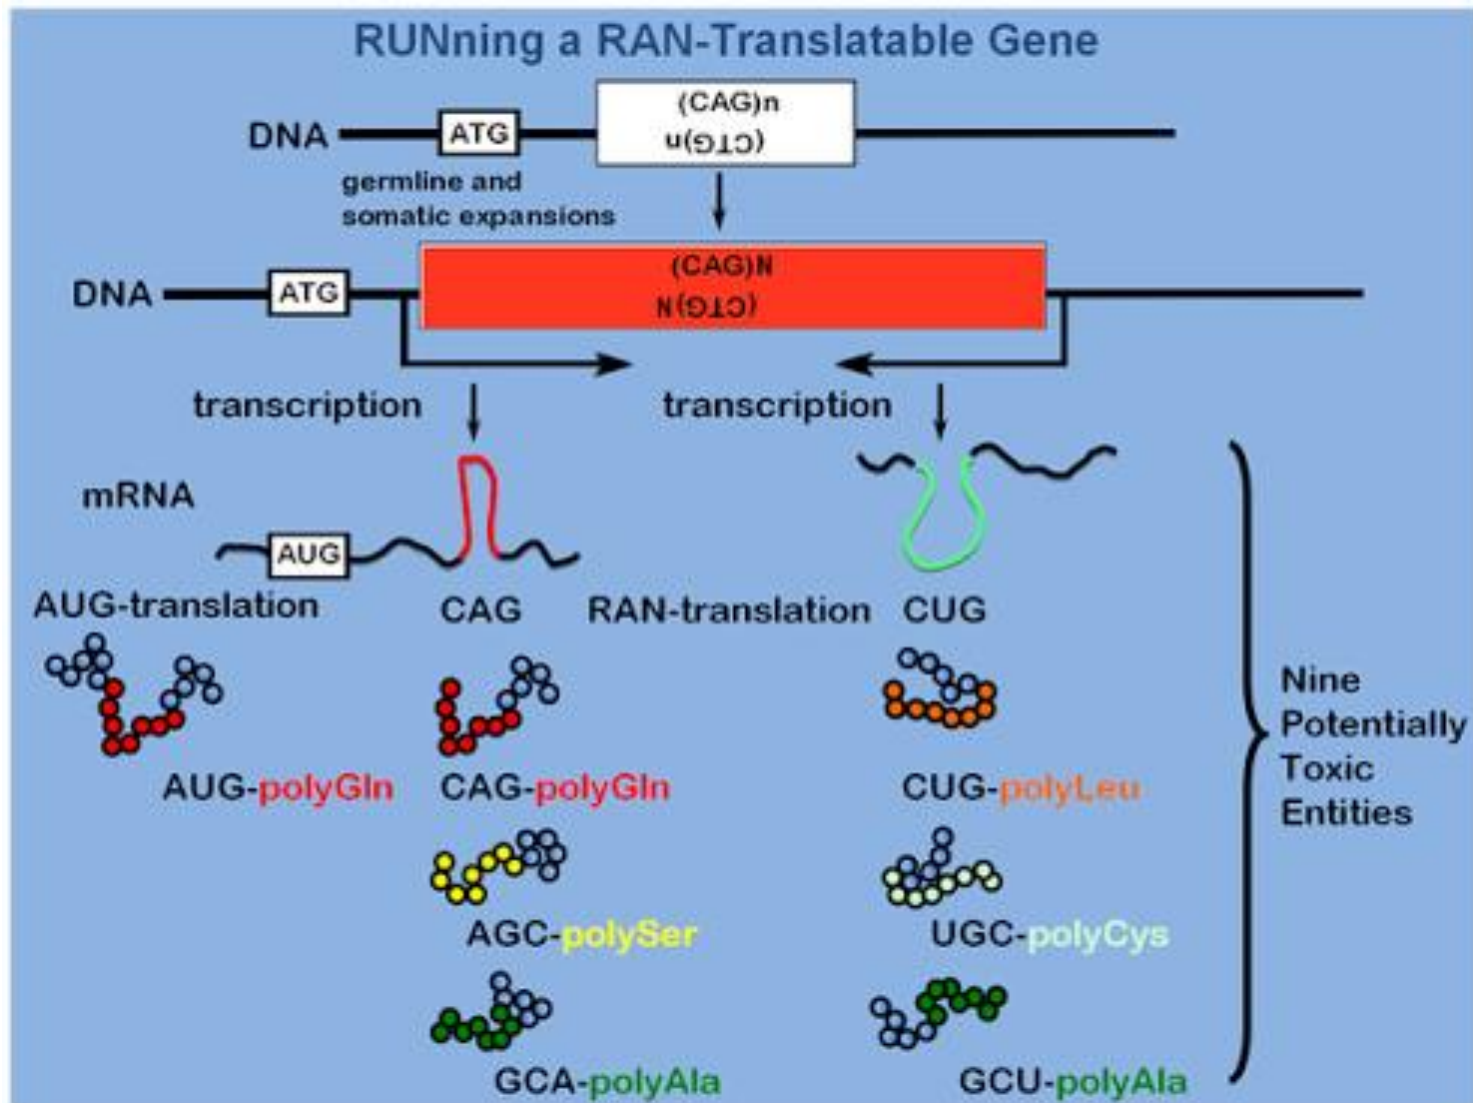 RUNning a RAN-Translatable Gene
(CAG)n
DNA ATG
(CTG)n
germline and
somatic expansions
(CAG)N
DNA ATG
(CTG)N
transcription transcription
mRNA
AUG
AUG-translation CAG RAN-translation CUG
AUG-polyGln CAG-polyGln CUG-polyLeu
AGC-polySer UGC-polyCys
GCA-polyAla GCU-polyAla
Nine
Potentially
Toxic
Entities